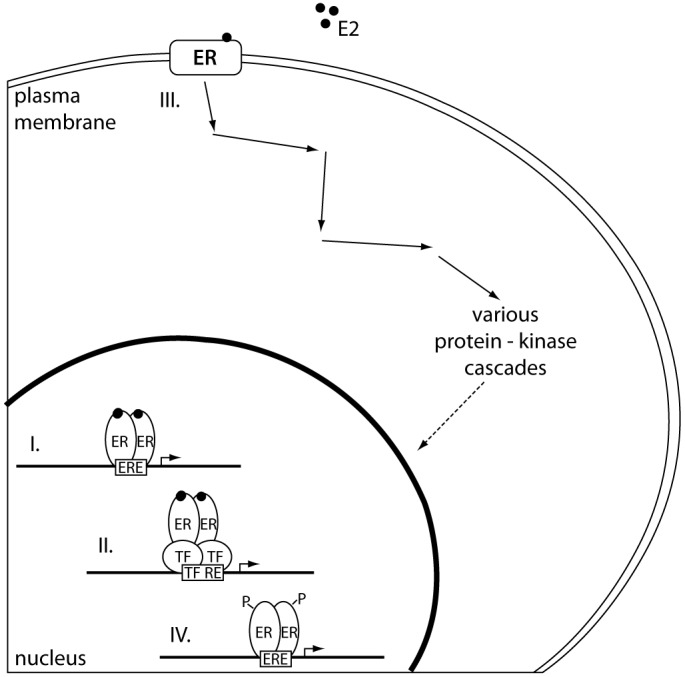 E2
ER
plasma
membrane
III.
various
protein - kinase
cascades
I.
ER ER
ERE
II.
ER ER
TF TF
TF RE
IV.
P P
ER ER
ERE
nucleus